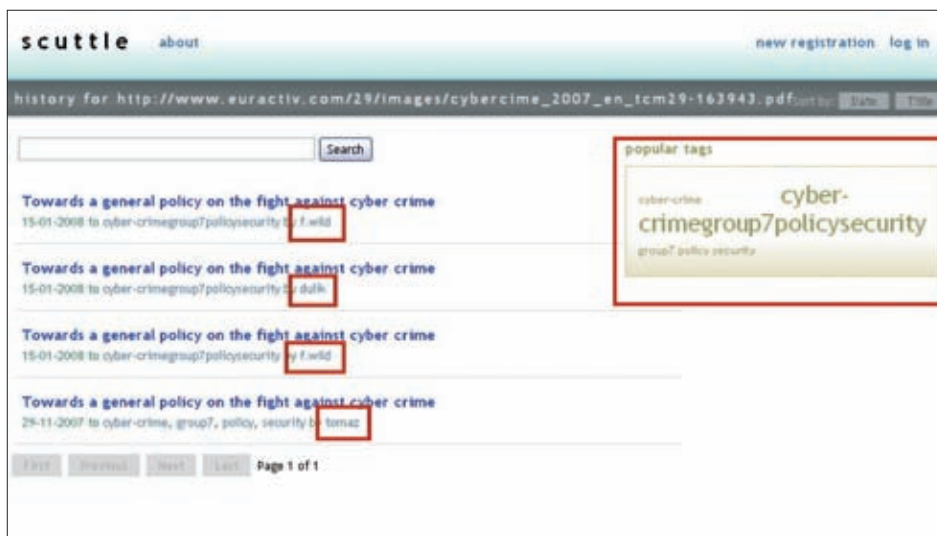 scuttle about new registration log in
history for http://www.euractiv.com/29/images/cybercime_2007_en_tcm29-163943.pdf Sort by: Date Title
Search
Towards a general policy on the fight against cyber crime
15-01-2008 to cyber-crimegroup7policysecurity by f.wild
Towards a general policy on the fight against cyber crime
15-01-2008 to cyber-crimegroup7policysecurity by dulik
Towards a general policy on the fight against cyber crime
15-01-2008 to cyber-crimegroup7policysecurity by f.wild
Towards a general policy on the fight against cyber crime
29-11-2007 to cyber-crime, group7, policy, security by tomaz
First Previous Next Last Page 1 of 1
popular tags
cyber-crime cyber-
crimegroup7policysecurity
group7 policy security